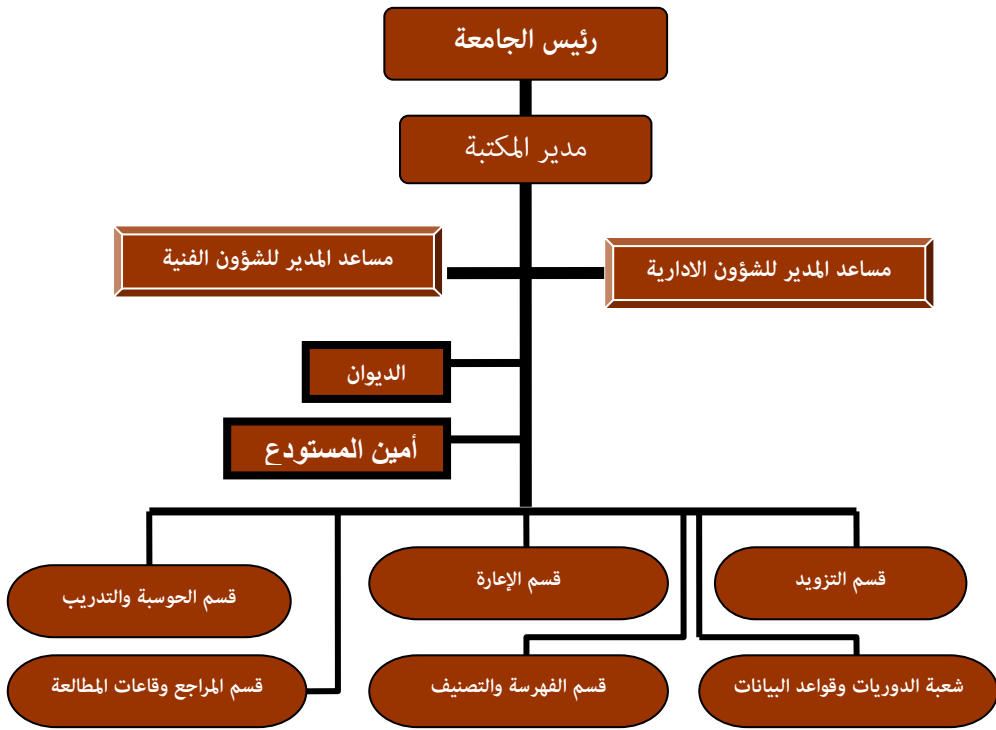 رئيس الجامعة
مدير المكتبة
مساعد المدير للشؤون الادارية
مساعد المدير للشؤون الفنية
الديوان
أمين المستودع
قسم التزويد
قسم الإعارة
قسم الحوسبة والتدريب
شعبة الدوريات وقواعد البيانات
قسم الفهرسة والتصنيف
قسم المراجع وقاعات المطالعة